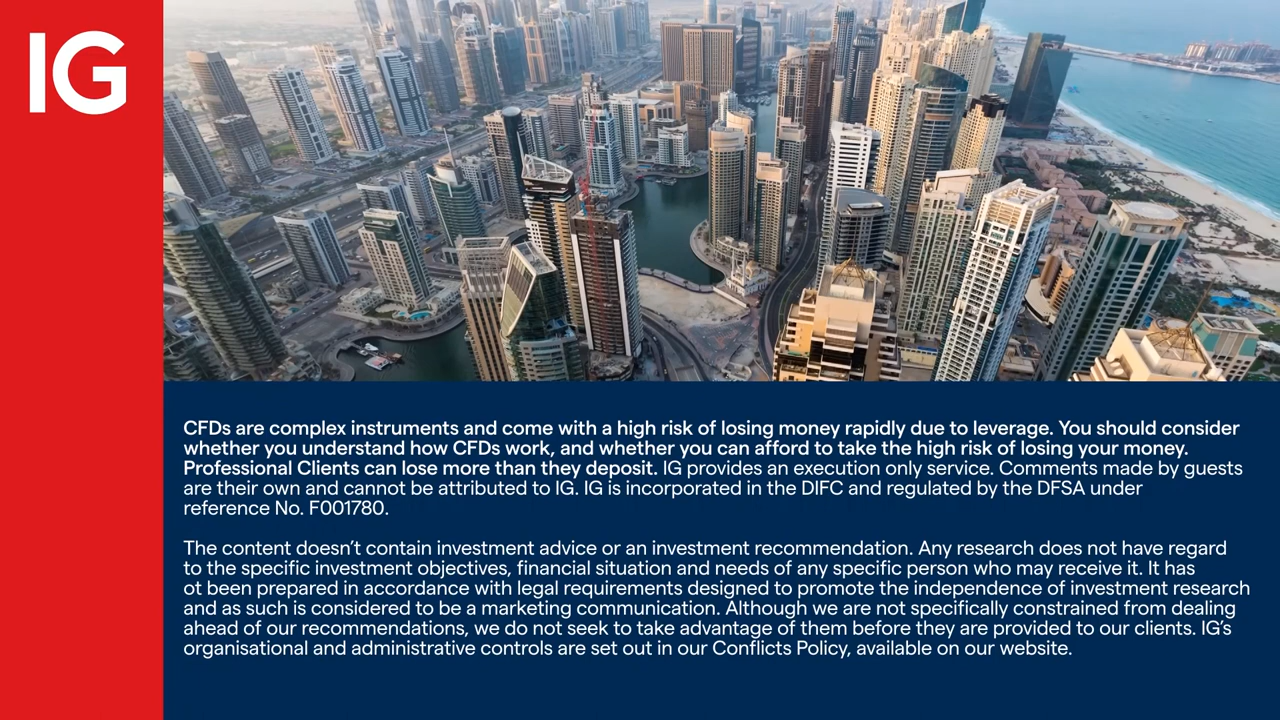 IG
CFDs are complex instruments and come with a high risk of losing money rapidly due to leverage. You should consider
whether you understand how CFDs work, and whether you can afford to take the high risk of losing your money.
Professional Clients can lose more than they deposit. IG provides an execution only service. Comments made by guests
are their own and cannot be attributed to IG. IG is incorporated in the DIFC and regulated by the DFSA under
reference No. F001780.
The content doesn’t contain investment advice or an investment recommendation. Any research does not have regard
to the specific investment objectives, financial situation and needs of any specific person who may receive it. It has
ot been prepared in accordance with legal requirements designed to promote the independence of investment research
and as such is considered to be a marketing communication. Although we are not specifically constrained from dealing
ahead of our recommendations, we do not seek to take advantage of them before they are provided to our clients. IG’s
organisational and administrative controls are set out in our Conflicts Policy, available on our website.